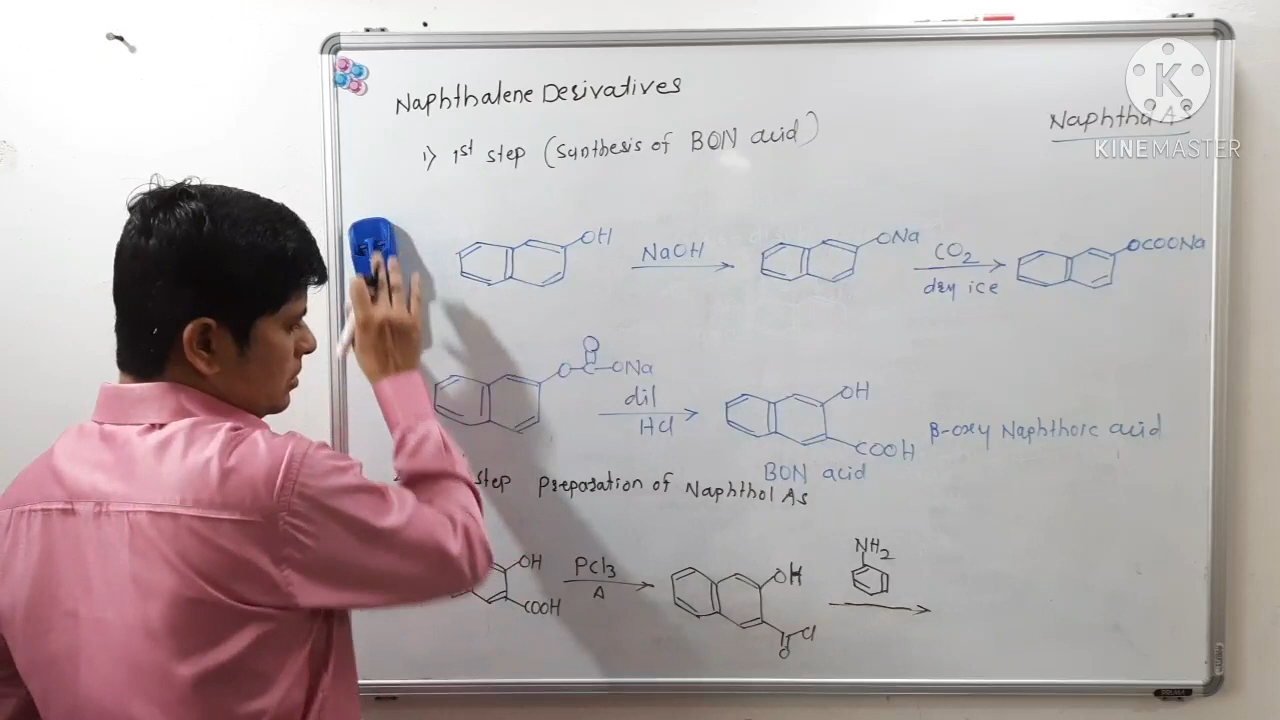 Naphthalene Derivatives
Naphthol As
K
KINEMASTER
1) 1st step (Synthesis of BON acid)
OH NaOH ONa CO2 dry ice OCOONa
O C O ONa dil HCl OH COOH β-oxy Naphthoic acid
BON acid
step Preparation of Naphthol As
OH COOH PCl3 Δ OH Cl O NH2